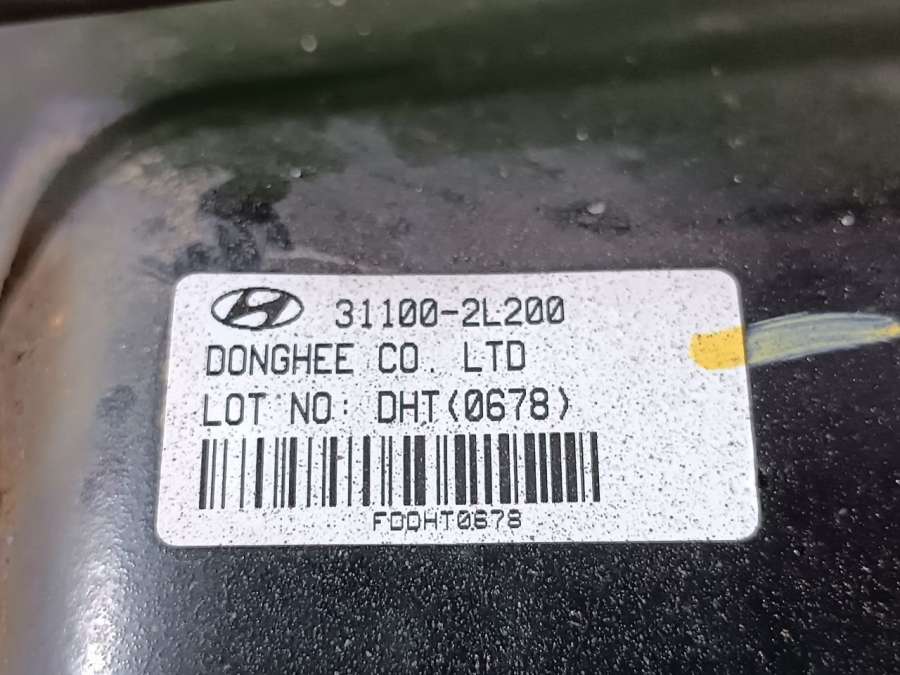 31100-2L200
DONGHEE CO. LTD
LOT NO: DHT(0678)
FDDHT0678